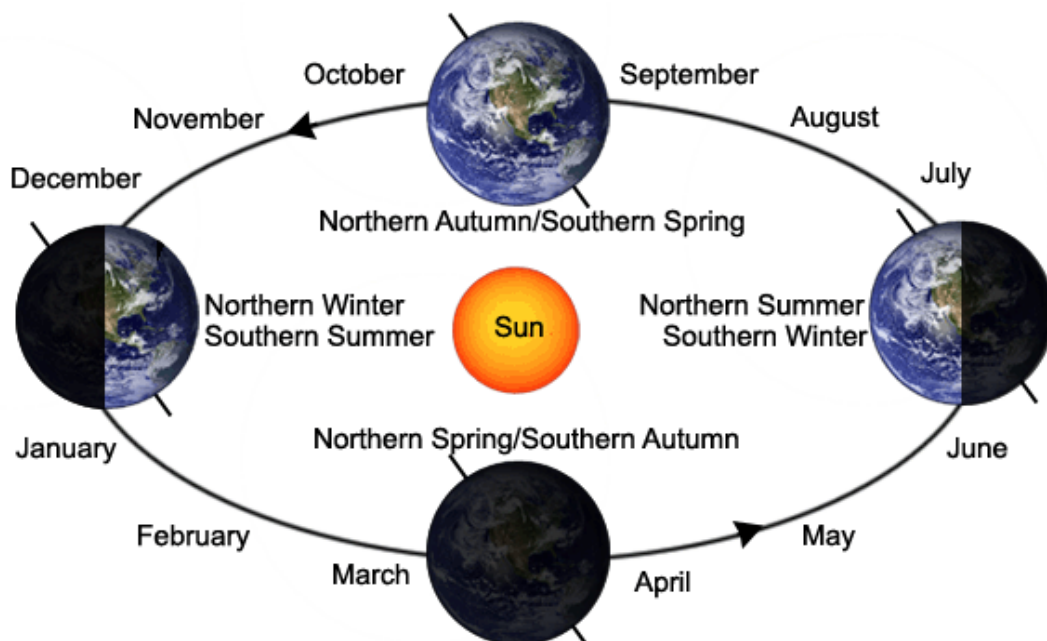 October
September
November
August
December
July
Northern Autumn/Southern Spring
Northern Winter
Southern Summer
Sun
Northern Summer
Southern Winter
Northern Spring/Southern Autumn
January
June
February
May
March
April